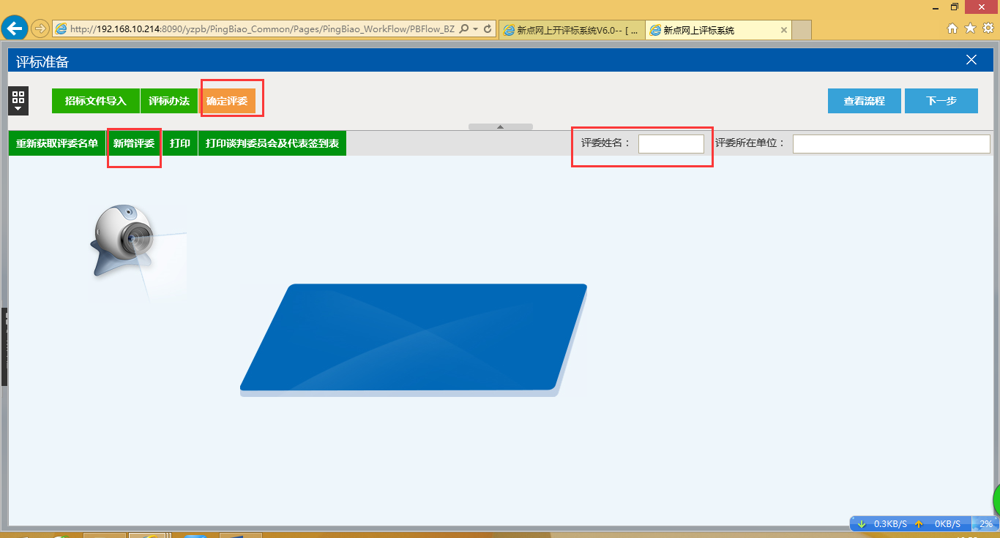 http://192.168.10.214:8090/yzpb/PingBiao_Common/Pages/PingBiao_WorkFlow/PBFlow_BZ
新点网上开评标系统V6.0-- [ ...
新点网上评标系统
评标准备
招标文件导入
评标办法
确定评委
查看流程
下一步
重新获取评委名单
新增评委
打印
打印谈判委员会及代表签到表
评委姓名：
评委所在单位：
0.3KB/S
0KB/S
2%